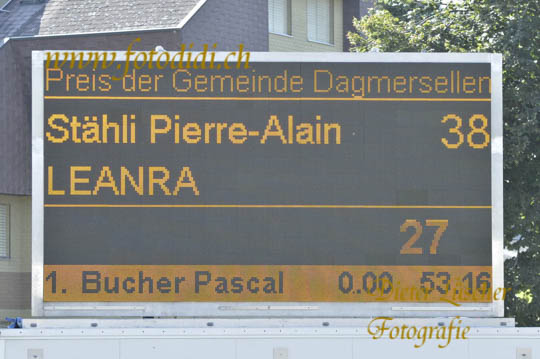 www.fotodidi.ch
Preis der Gemeinde Dagmersellen
Stähli Pierre-Alain 38
LEANRA
27
1. Bucher Pascal 0.00 53.16
Dieter
Fotografie